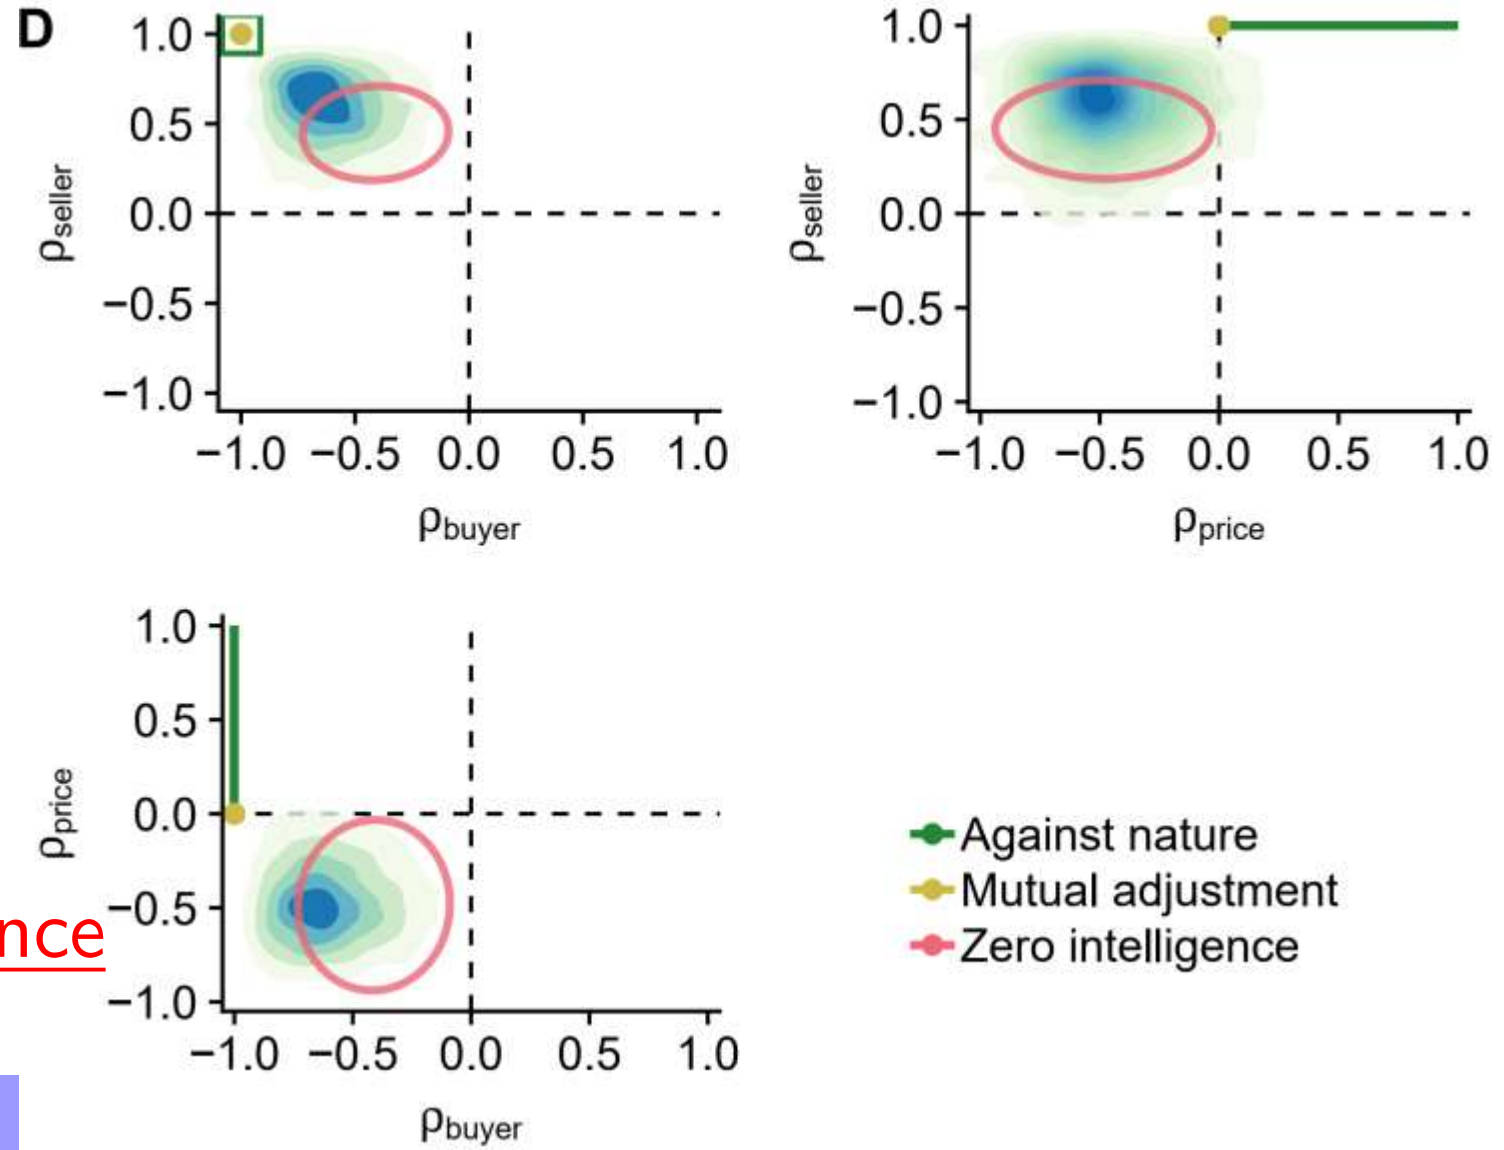 D
1.0
0.5
0.0
−0.5
−1.0
ρseller
−1.0 −0.5 0.0 0.5 1.0
ρbuyer
1.0
0.5
0.0
−0.5
−1.0
ρseller
−1.0 −0.5 0.0 0.5 1.0
ρprice
1.0
0.5
0.0
−0.5
−1.0
ρprice
−1.0 −0.5 0.0 0.5 1.0
ρbuyer
nce
Against nature
Mutual adjustment
Zero intelligence